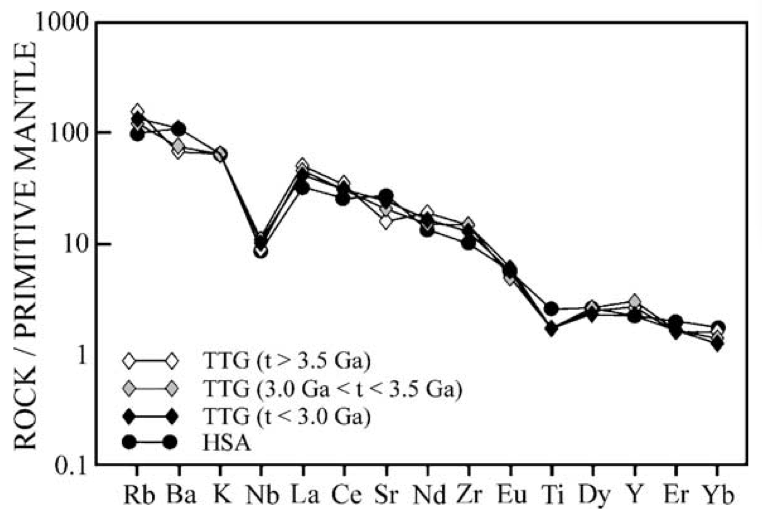 ROCK / PRIMITIVE MANTLE
1000
100
10
1
0.1
TTG (t > 3.5 Ga)
TTG (3.0 Ga < t < 3.5 Ga)
TTG (t < 3.0 Ga)
HSA
Rb Ba K Nb La Ce Sr Nd Zr Eu Ti Dy Y Er Yb